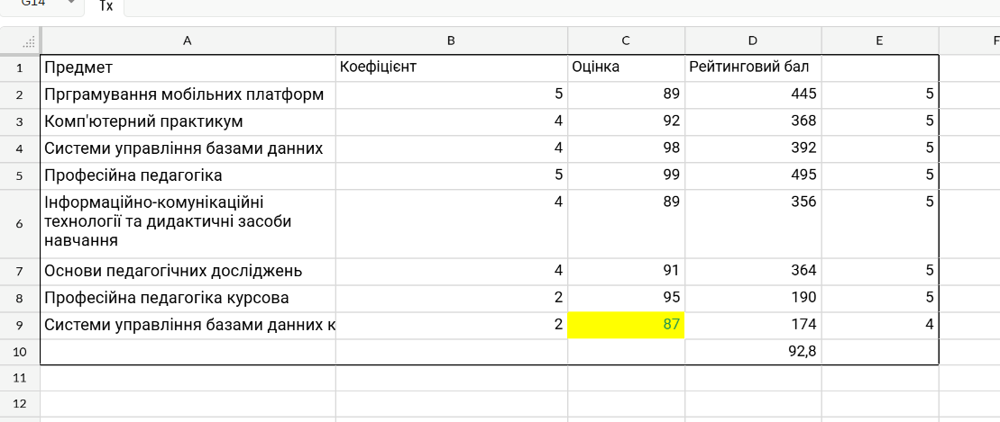 G14 Tx
A B C D E F
1 Предмет Коефіцієнт Оцінка Рейтинговий бал
2 Прграмування мобільних платформ 5 89 445 5
3 Комп'ютерний практикум 4 92 368 5
4 Системи управління базами данних 4 98 392 5
5 Професійна педагогіка 5 99 495 5
6 Інформаційно-комунікаційні 4 89 356 5
технології та дидактичні засоби
навчання
7 Основи педагогічних досліджень 4 91 364 5
8 Професійна педагогіка курсова 2 95 190 5
9 Системи управління базами данних к 2 87 174 4
10 92,8
11
12